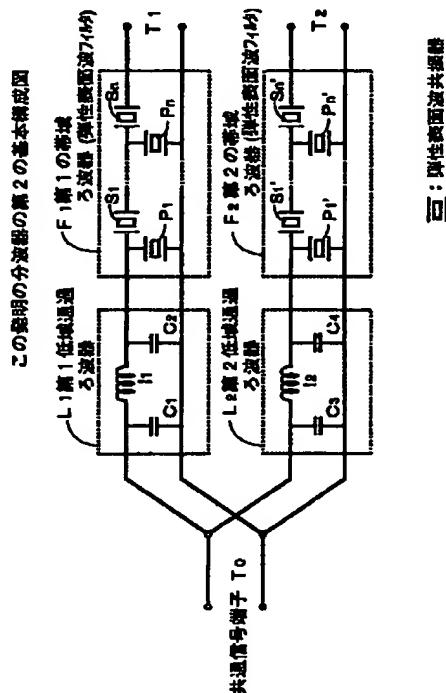 この発明の分波器の第2の基本構成図
共通信号端子 T0
L1第1低域通過
ろ波器
l1
C1
C2
F1第1の帯域
ろ波器(弾性表面波フィルタ)
S1
P1
Sn
Pn
T1
L2第2低域通過
ろ波器
l2
C3
C4
F2第2の帯域
ろ波器(弾性表面波フィルタ)
S1'
P1'
Sn'
Pn'
T2
:弾性表面波共振器